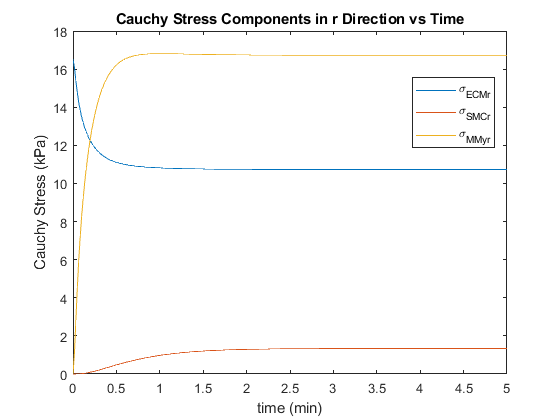 Cauchy Stress Components in r Direction vs Time
18
16
14
12
10
8
6
4
2
0
Cauchy Stress (kPa)
σECMr
σSMCr
σMMyr
0 0.5 1 1.5 2 2.5 3 3.5 4 4.5 5
time (min)